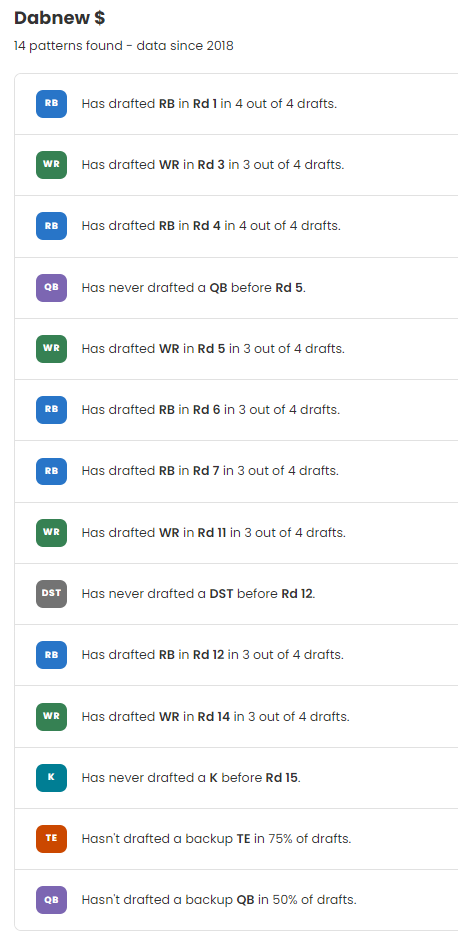 Dabnew $
14 patterns found - data since 2018
RB Has drafted RB in Rd 1 in 4 out of 4 drafts.
WR Has drafted WR in Rd 3 in 3 out of 4 drafts.
RB Has drafted RB in Rd 4 in 4 out of 4 drafts.
QB Has never drafted a QB before Rd 5.
WR Has drafted WR in Rd 5 in 3 out of 4 drafts.
RB Has drafted RB in Rd 6 in 3 out of 4 drafts.
RB Has drafted RB in Rd 7 in 3 out of 4 drafts.
WR Has drafted WR in Rd 11 in 3 out of 4 drafts.
DST Has never drafted a DST before Rd 12.
RB Has drafted RB in Rd 12 in 3 out of 4 drafts.
WR Has drafted WR in Rd 14 in 3 out of 4 drafts.
K Has never drafted a K before Rd 15.
TE Hasn't drafted a backup TE in 75% of drafts.
QB Hasn't drafted a backup QB in 50% of drafts.